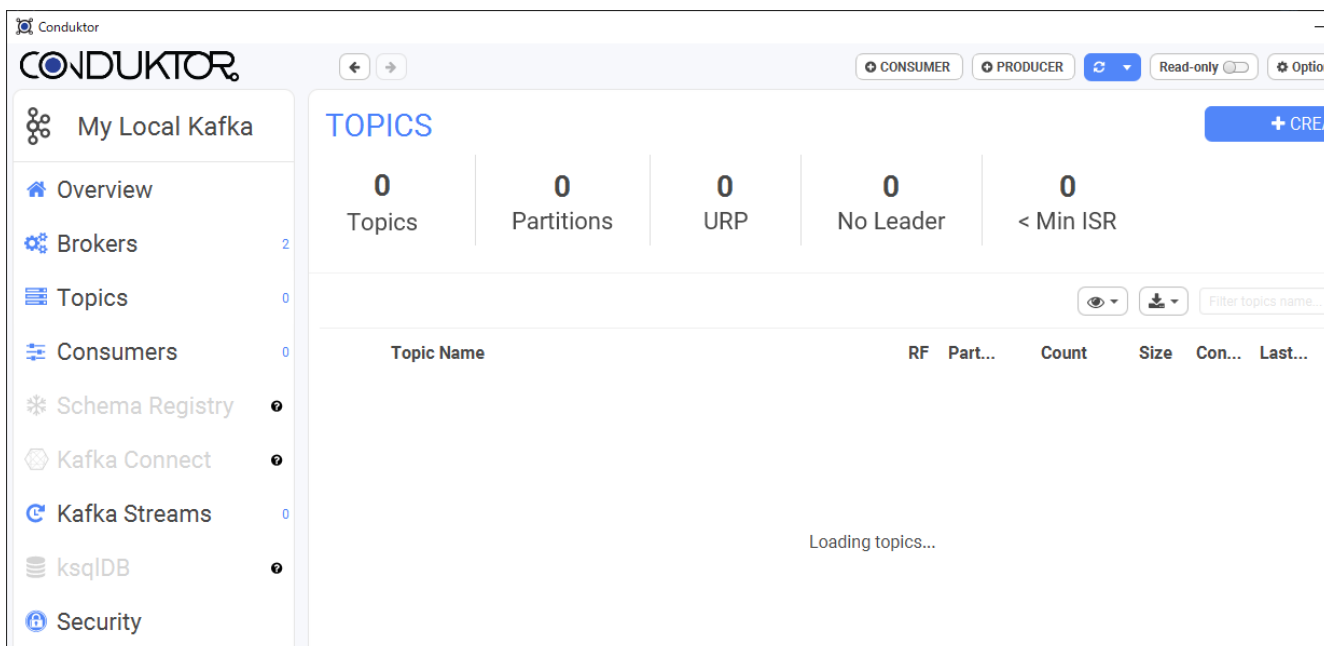 Conduktor
CONDUKTOR
CONSUMER
PRODUCER
Read-only
Optio
My Local Kafka
TOPICS
+ CREA
Overview
0
0
0
0
0
Topics
Partitions
URP
No Leader
< Min ISR
Brokers 2
Topics 0
Filter topics name...
Consumers 0
Topic Name RF Part... Count Size Con... Last...
Schema Registry ?
Kafka Connect ?
Kafka Streams 0
Loading topics...
ksqlDB ?
Security